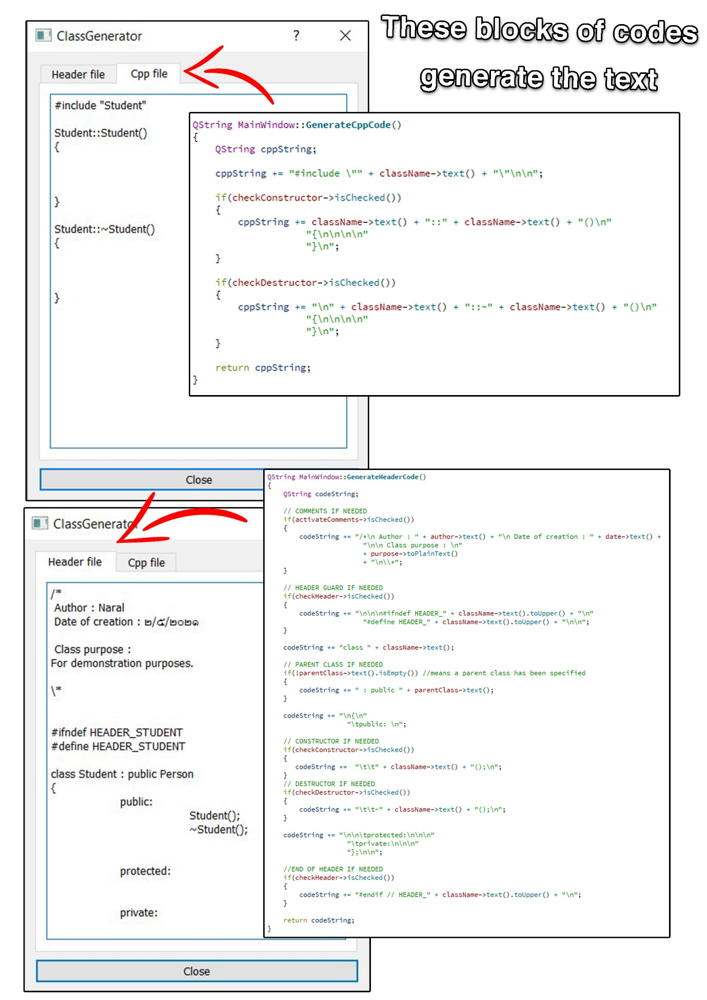 These blocks of codes
generate the text
ClassGenerator
?
Header file
Cpp file
#include "Student"
Student::Student()
{
}
Student::~Student()
{
}
Close
QString MainWindow::GenerateCppCode()
{
QString cppString;
cppString += "#include \"" + className->text() + "\"\n\n";
if(checkConstructor->isChecked())
{
cppString += className->text() + "::" + className->text() + "()\n"
"{\n\n\n\n"
"}\n";
}
if(checkDestructor->isChecked())
{
cppString += "\n" + className->text() + "::~" + className->text() + "()\n"
"{\n\n\n\n"
"}\n";
}
return cppString;
}
ClassGenerator
Header file
Cpp file
/*
Author : Naral
Date of creation : ๒/๕/๒๐๒๑
Class purpose :
For demonstration purposes.
\*
#ifndef HEADER_STUDENT
#define HEADER_STUDENT
class Student : public Person
{
public:
Student();
~Student();
protected:
private:
Close
QString MainWindow::GenerateHeaderCode()
{
QString codeString;
// COMMENTS IF NEEDED
if(activateComments->isChecked())
{
codeString += "/*\n Author : " + author->text() + "\n Date of creation : " + date->text() +
"\n\n Class purpose : \n"
+ purpose->toPlainText()
+ "\n\\*";
}
// HEADER GUARD IF NEEDED
if(checkHeader->isChecked())
{
codeString += "\n\n\n#ifndef HEADER_" + className->text().toUpper() + "\n"
"#define HEADER_" + className->text().toUpper() + "\n\n";
}
codeString += "class " + className->text();
// PARENT CLASS IF NEEDED
if(!parentClass->text().isEmpty()) //means a parent class has been specified
{
codeString += " : public " + parentClass->text();
}
codeString += "\n{\n"
"\tpublic: \n";
// CONSTRUCTOR IF NEEDED
if(checkConstructor->isChecked())
{
codeString += "\t\t" + className->text() + "();\n";
}
// DESTRUCTOR IF NEEDED
if(checkDestructor->isChecked())
{
codeString += "\t\t~" + className->text() + "();\n";
}
codeString += "\n\n\tprotected:\n\n\n"
"\tprivate:\n\n\n"
"};\n\n";
//END OF HEADER IF NEEDED
if(checkHeader->isChecked())
{
codeString += "#endif // HEADER_" + className->text().toUpper() + "\n";
}
return codeString;
}